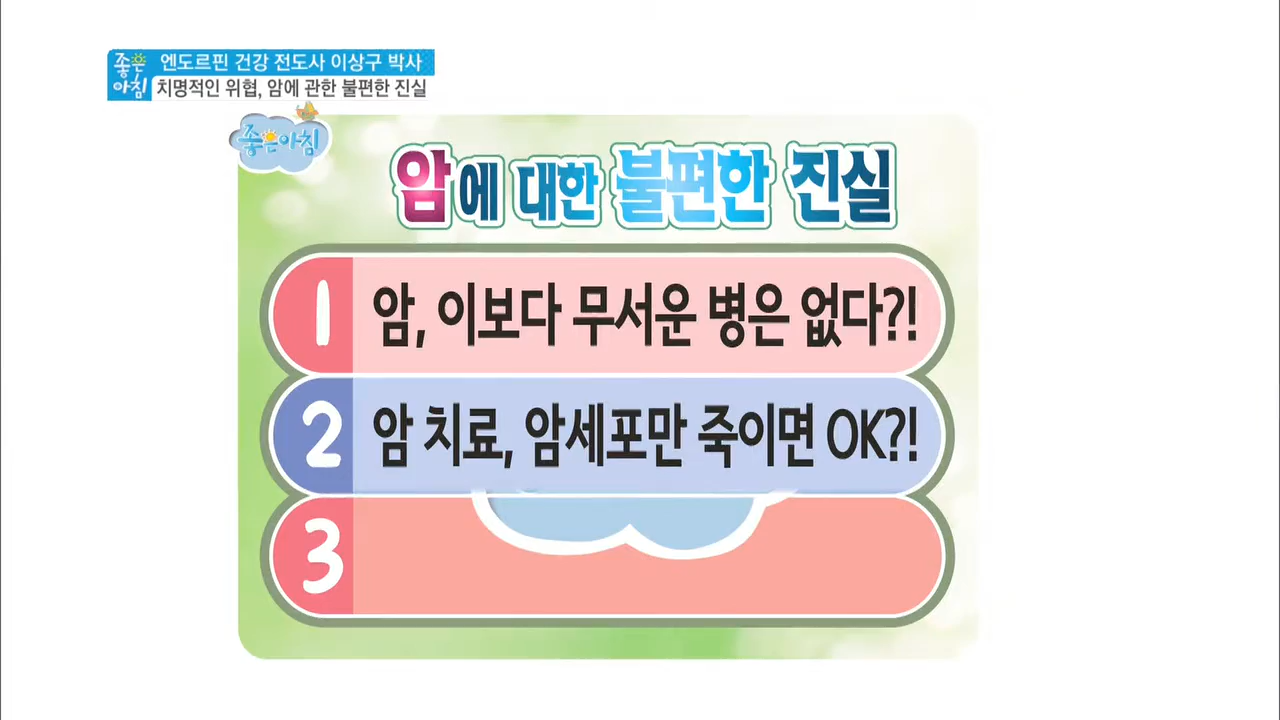 좋은아침
엔도르핀 건강 전도사 이상구 박사
치명적인 위협, 암에 관한 불편한 진실
좋은아침
암에 대한 불편한 진실
1 암, 이보다 무서운 병은 없다?!
2 암 치료, 암세포만 죽이면 OK?!
3